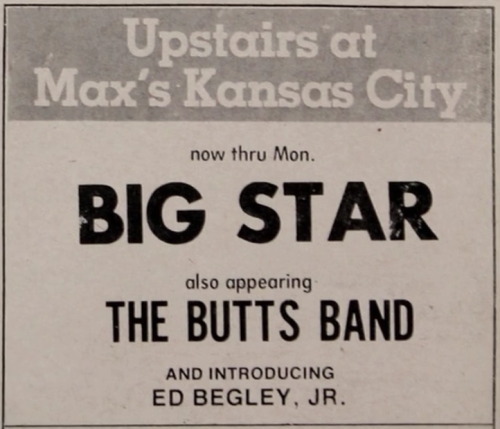 Upstairs at
Max's Kansas City
now thru Mon.
BIG STAR
also appearing
THE BUTTS BAND
AND INTRODUCING
ED BEGLEY, JR.